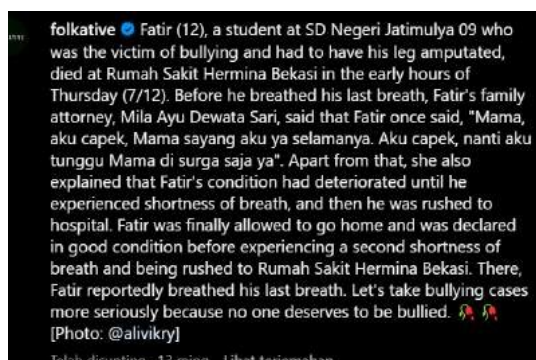 folkative Fatir (12), a student at SD Negeri Jatimulya 09 who
was the victim of bullying and had to have his leg amputated,
died at Rumah Sakit Hermina Bekasi in the early hours of
Thursday (7/12). Before he breathed his last breath, Fatir's family
attorney, Mila Ayu Dewata Sari, said that Fatir once said, "Mama,
aku capek, Mama sayang aku ya selamanya. Aku capek, nanti aku
tunggu Mama di surga saja ya". Apart from that, she also
explained that Fatir's condition had deteriorated until he
experienced shortness of breath, and then he was rushed to
hospital. Fatir was finally allowed to go home and was declared
in good condition before experiencing a second shortness of
breath and being rushed to Rumah Sakit Hermina Bekasi. There,
Fatir reportedly breathed his last breath. Let's take bullying cases
more seriously because no one deserves to be bullied. 🥀 🥀
[Photo: @alivikry]
Telah disunting · 13 ming Lihat terjemahan